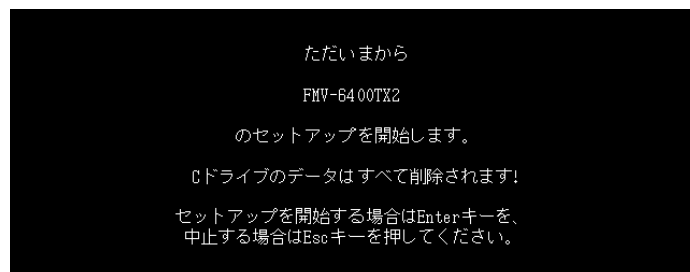 ただいまから
FMV-6400TX2
のセットアップを開始します。
Cドライブのデータはすべて削除されます!
セットアップを開始する場合はEnterキーを、
中止する場合はEscキーを押してください。